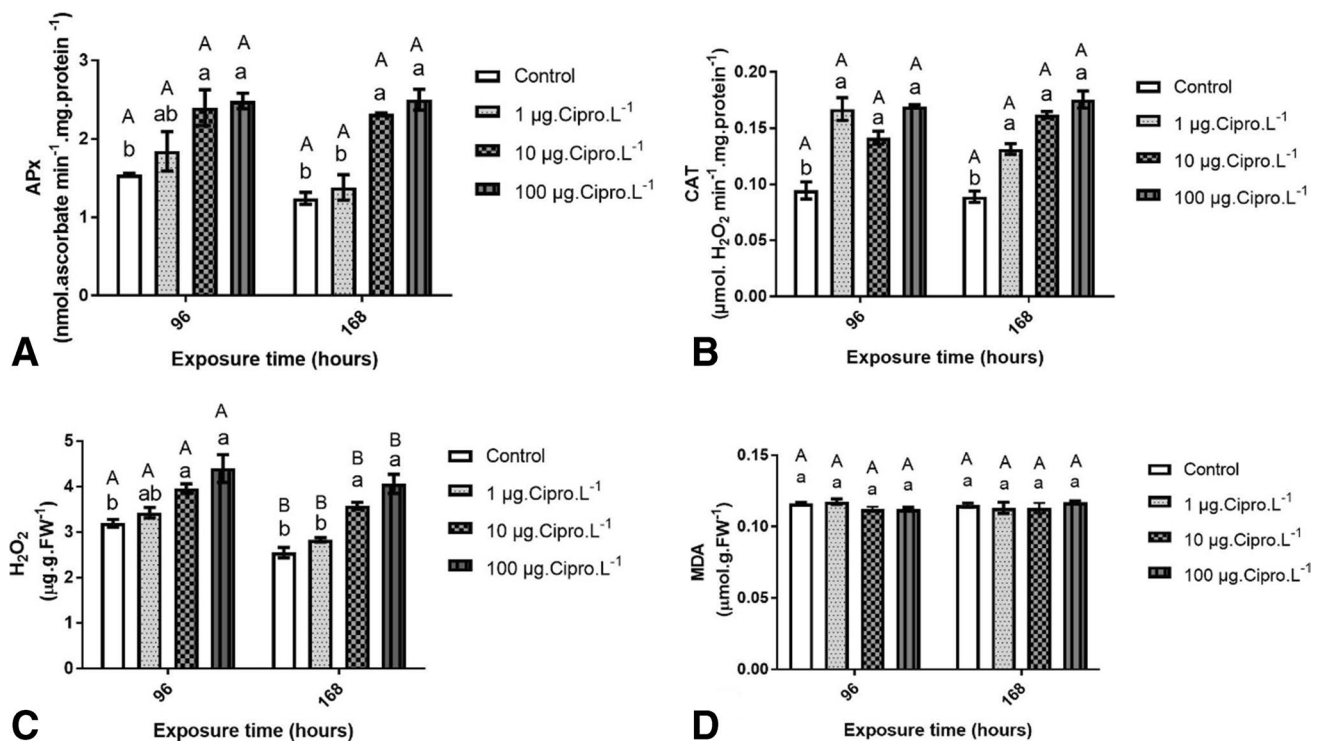 APx
(nmol.ascorbate min⁻¹.mg.protein ⁻¹)
3
2
1
0
A
b
A
ab
A
a
A
a
A
b
A
b
A
a
A
a
96
168
Exposure time (hours)
Control
1 µg.Cipro.L⁻¹
10 µg.Cipro.L⁻¹
100 µg.Cipro.L⁻¹
A
CAT
(µmol. H₂O₂ min⁻¹.mg.protein⁻¹)
0.20
0.15
0.10
0.05
0.00
A
b
A
a
A
a
A
a
A
b
A
a
A
a
A
a
96
168
Exposure time (hours)
Control
1 µg.Cipro.L⁻¹
10 µg.Cipro.L⁻¹
100 µg.Cipro.L⁻¹
B
H₂O₂
(µg.g.FW⁻¹)
5
4
3
2
1
0
A
b
A
ab
A
a
A
a
B
b
B
b
B
a
B
a
96
168
Exposure time (hours)
Control
1 µg.Cipro.L⁻¹
10 µg.Cipro.L⁻¹
100 µg.Cipro.L⁻¹
C
MDA
(µmol.g.FW⁻¹)
0.15
0.10
0.05
0.00
A
a
A
a
A
a
A
a
A
a
A
a
A
a
A
a
96
168
Exposure time (hours)
Control
1 µg.Cipro.L⁻¹
10 µg.Cipro.L⁻¹
100 µg.Cipro.L⁻¹
D